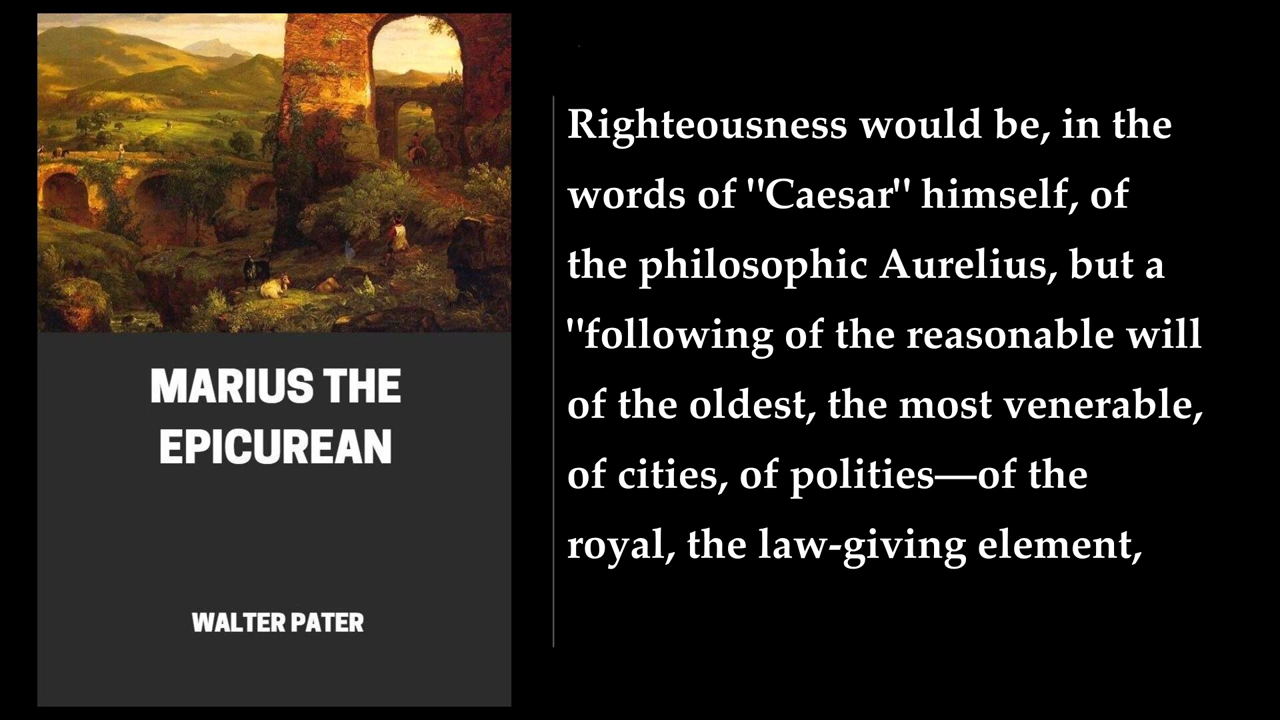 MARIUS THE
EPICUREAN
WALTER PATER
Righteousness would be, in the
words of "Caesar" himself, of
the philosophic Aurelius, but a
"following of the reasonable will
of the oldest, the most venerable,
of cities, of polities—of the
royal, the law-giving element,